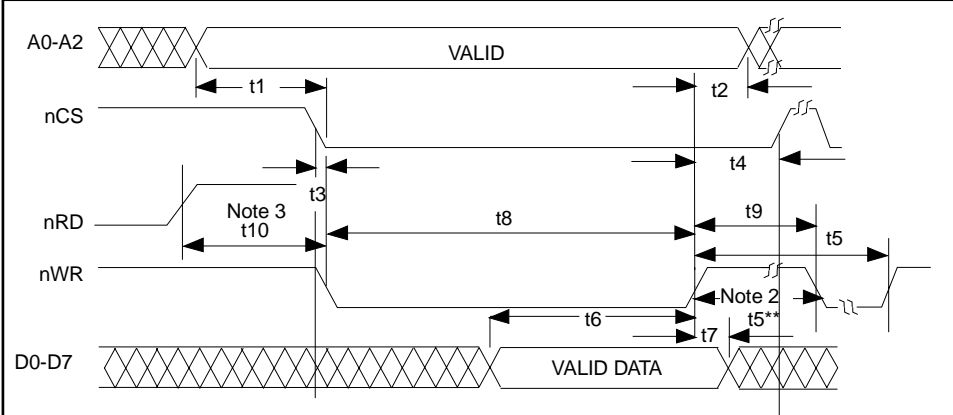 A0-A2
VALID
t1
t2
nCS
t4
t3
nRD
Note 3
t10
t8
t9
t5
nWR
Note 2
t6
t7
t5**
D0-D7
VALID DATA